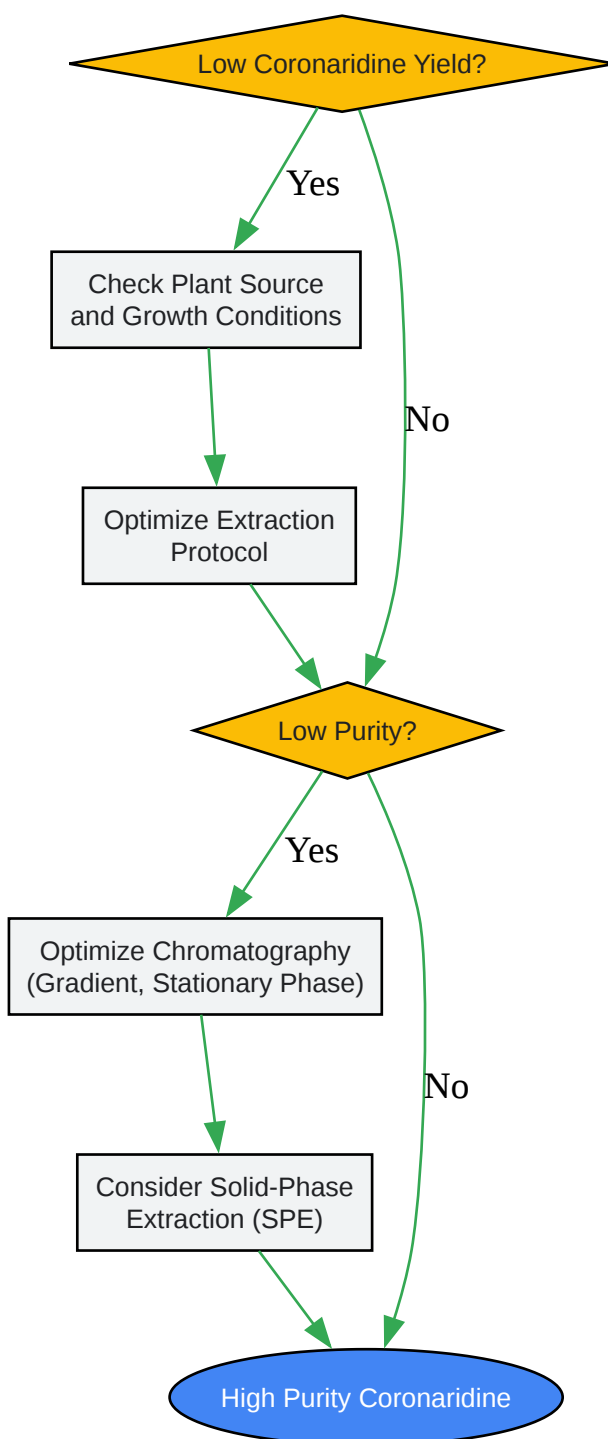 Low Coronaridine Yield?
Yes
Check Plant Source
and Growth Conditions
No
Optimize Extraction
Protocol
Low Purity?
Yes
Optimize Chromatography
(Gradient, Stationary Phase)
No
Consider Solid-Phase
Extraction (SPE)
High Purity Coronaridine